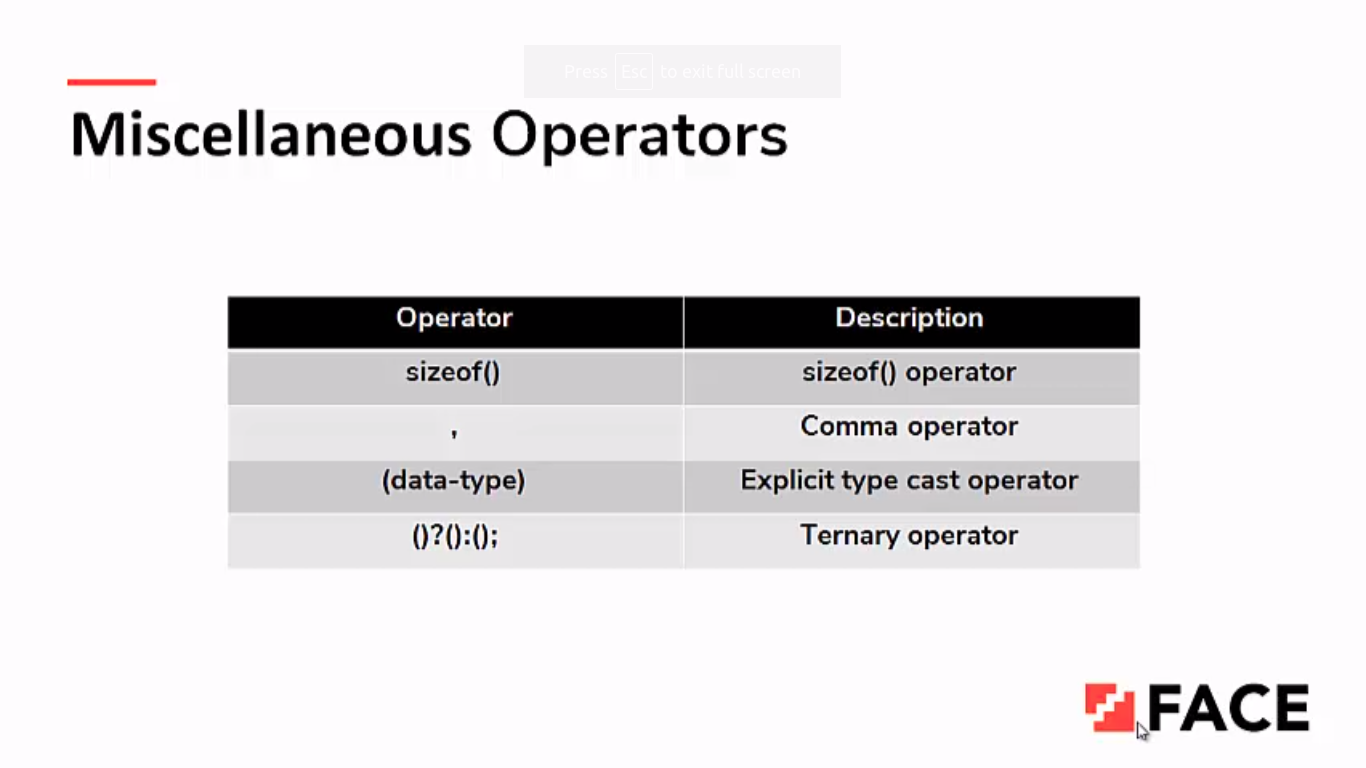 Press Esc to exit full screen
Miscellaneous Operators
Operator Description
sizeof() sizeof() operator
, Comma operator
(data-type) Explicit type cast operator
()?():(); Ternary operator
FACE